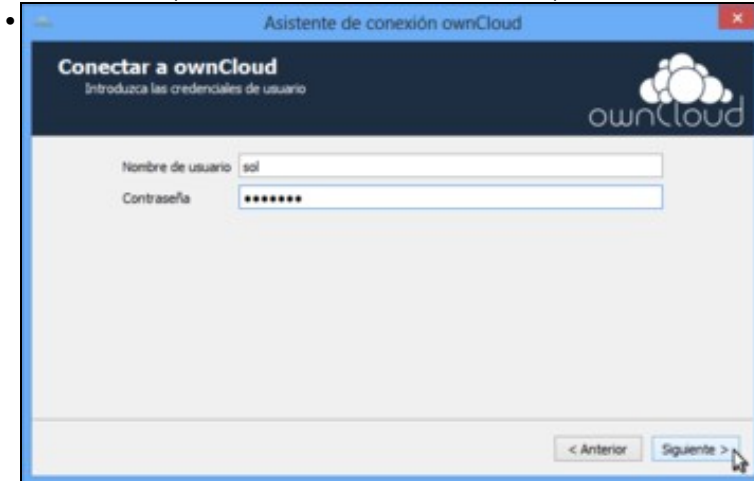 Asistente de conexión ownCloud
Conectar a ownCloud
Introduzca las credenciales de usuario
ownCloud
Nombre de usuario sol
Contraseña •••••••
< Anterior Siguiente >